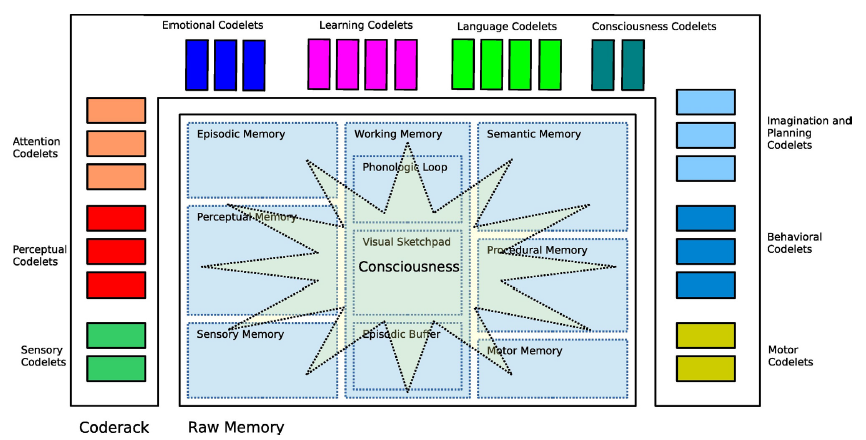 Emotional Codelets
Learning Codelets
Language Codelets
Consciousness Codelets
Attention
Codelets
Perceptual
Codelets
Sensory
Codelets
Imagination and
Planning
Codelets
Behavioral
Codelets
Motor
Codelets
Episodic Memory
Working Memory
Semantic Memory
Phonologic Loop
Perceptual Memory
Visual Sketchpad
Consciousness
Procedural Memory
Sensory Memory
Episodic Buffer
Motor Memory
Coderack
Raw Memory